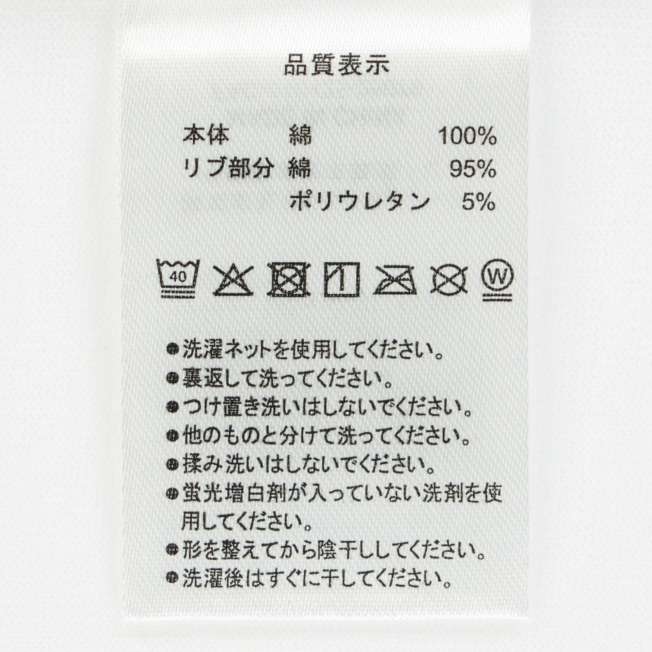 品質表示
本体 綿 100%
リブ部分 綿 95%
ポリウレタン 5%
40 W
●洗濯ネットを使用してください。
●裏返して洗ってください。
●つけ置き洗いはしないでください。
●他のものと分けて洗ってください。
●揉み洗いはしないでください。
●蛍光増白剤が入っていない洗剤を使
用してください。
●形を整えてから陰干ししてください。
●洗濯後はすぐに干してください。